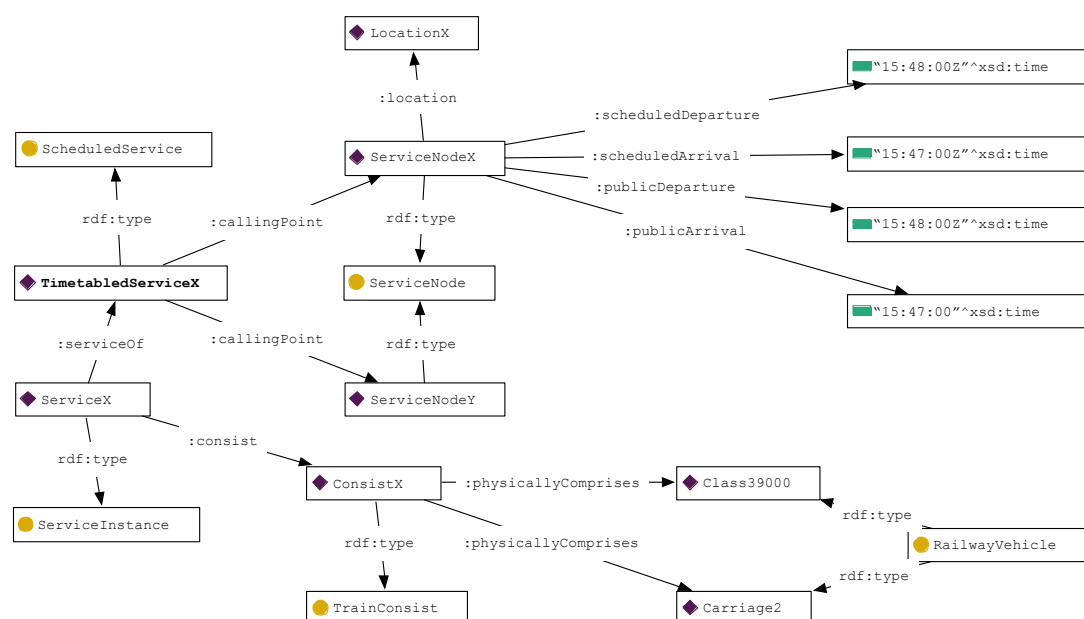 LocationX
"15:48:00Z"^xsd:time
:location
:scheduledDeparture
ScheduledService
ServiceNodeX
:scheduledArrival
"15:47:00Z"^xsd:time
:publicDeparture
rdf:type
:callingPoint
rdf:type
:publicArrival
"15:48:00Z"^xsd:time
TimetabledServiceX
ServiceNode
"15:47:00"^xsd:time
:serviceOf
:callingPoint
rdf:type
ServiceX
ServiceNodeY
:consist
rdf:type
ConsistX
:physicallyComprises
Class39000
rdf:type
ServiceInstance
rdf:type
:physicallyComprises
RailwayVehicle
rdf:type
TrainConsist
Carriage2